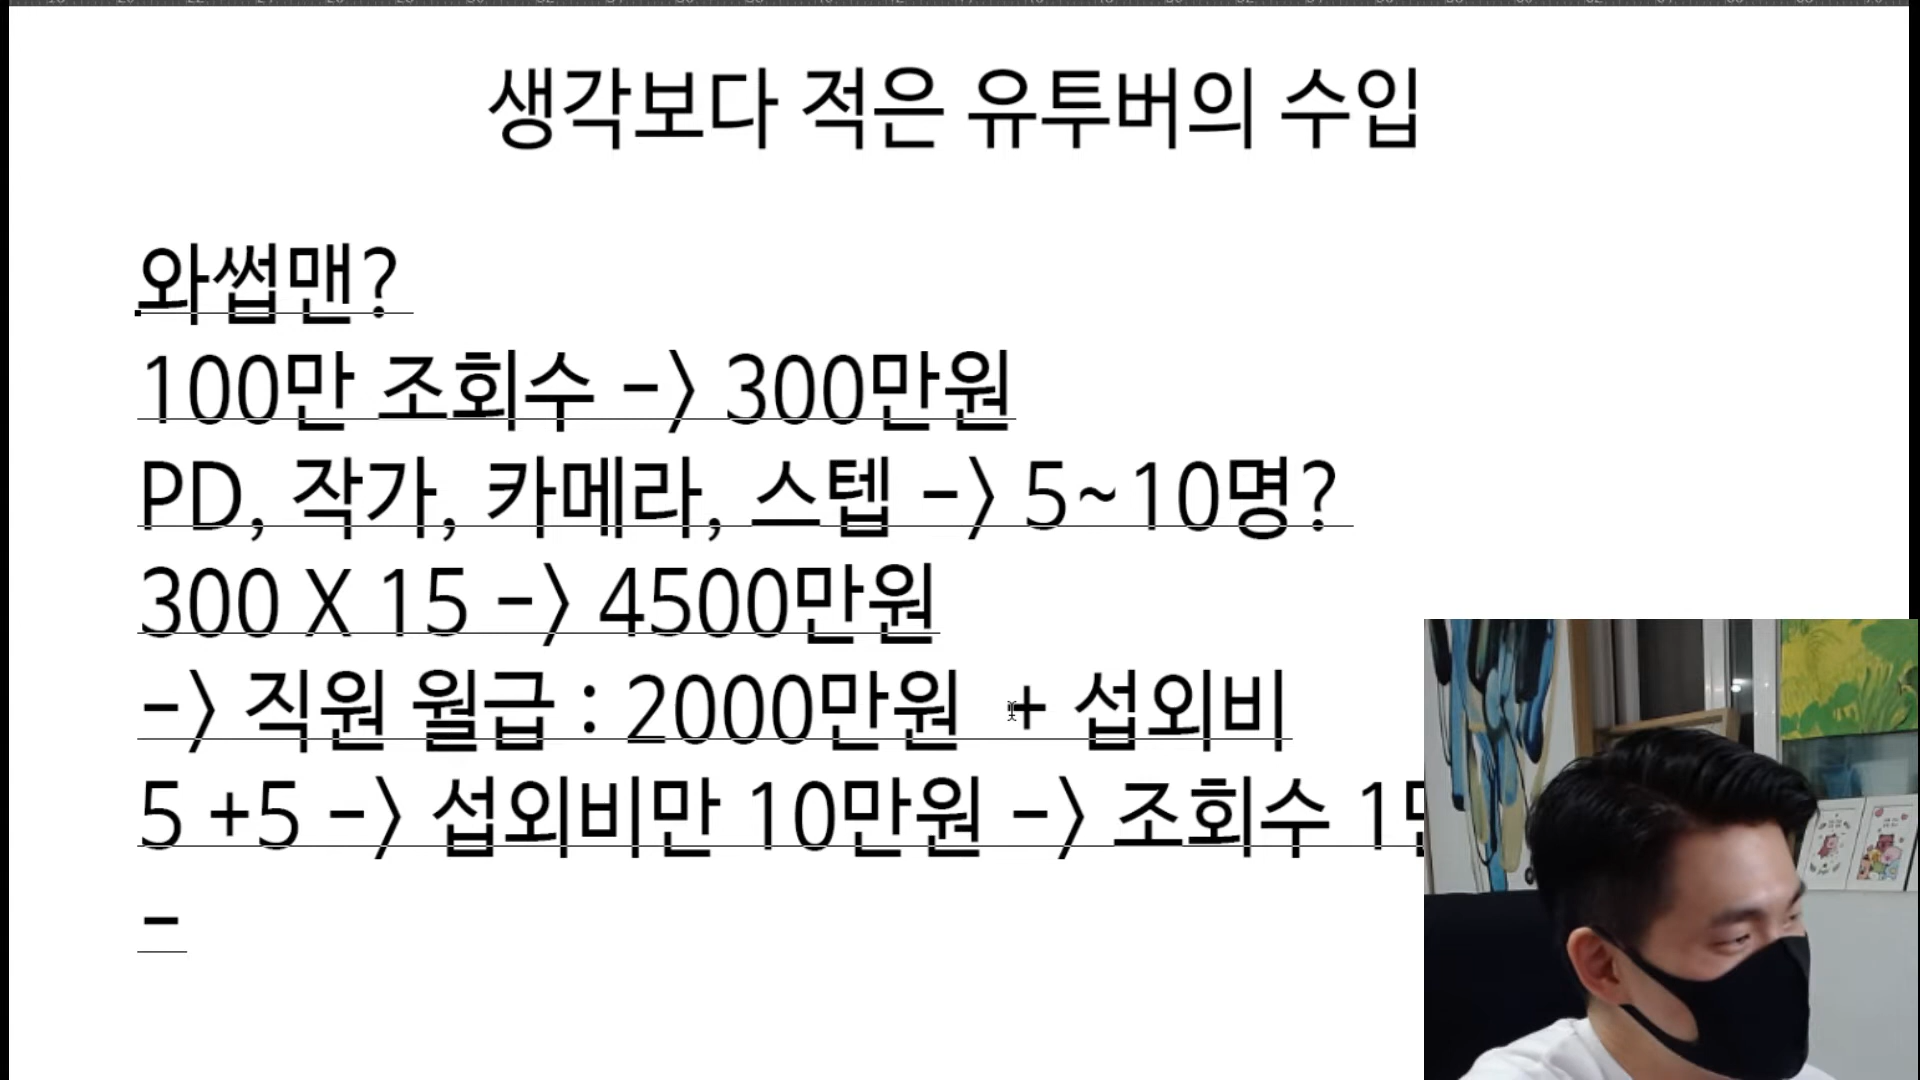 생각보다 적은 유투버의 수입
와썹맨?
100만 조회수 -> 300만원
PD, 작가, 카메라, 스텝 -> 5~10명?
300 X 15 -> 4500만원
-> 직원 월급 : 2000만원 + 섭외비
5 +5 -> 섭외비만 10만원 -> 조회수
-